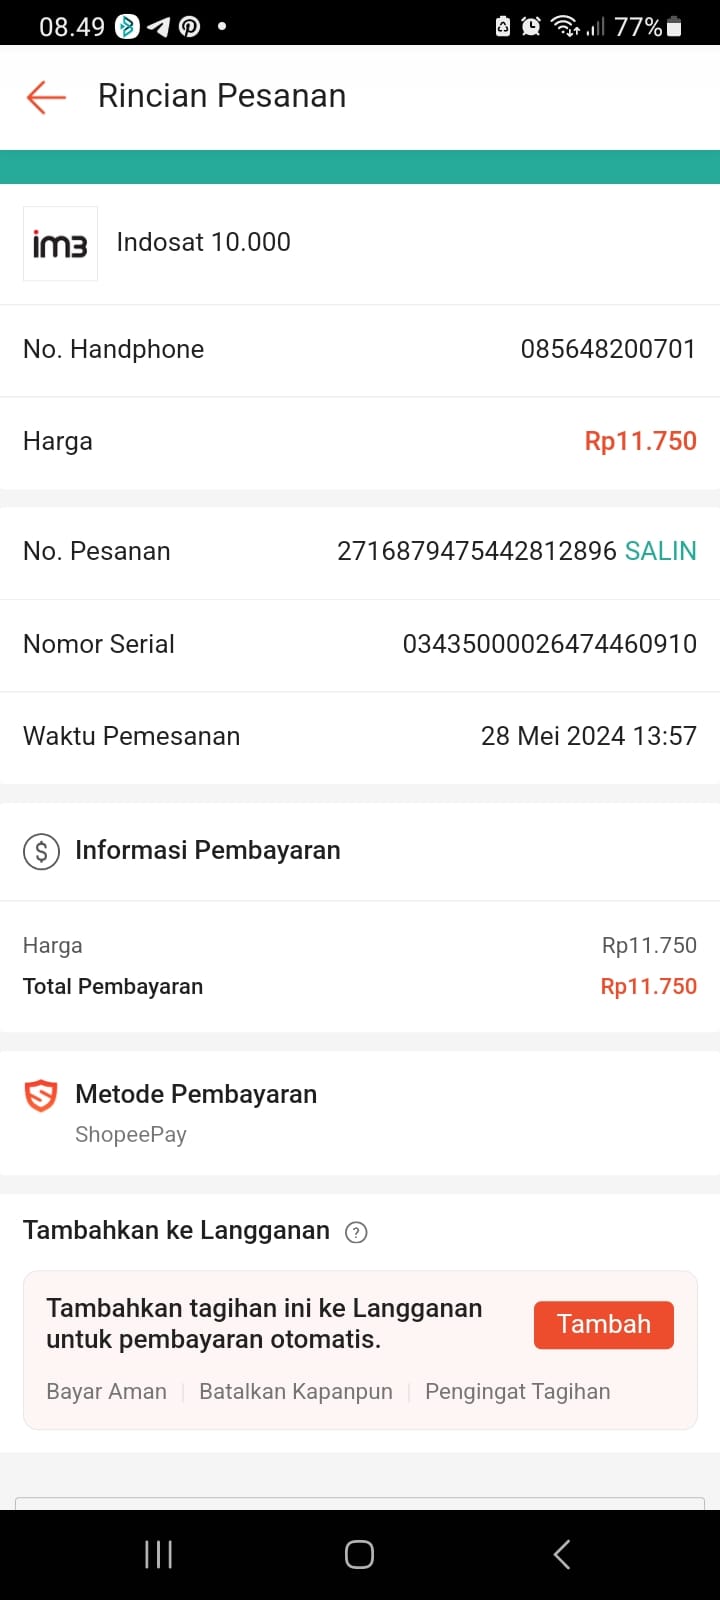 08.49 77%
Rincian Pesanan
im3 Indosat 10.000
No. Handphone 085648200701
Harga Rp11.750
No. Pesanan 2716879475442812896 SALIN
Nomor Serial 03435000026474460910
Waktu Pemesanan 28 Mei 2024 13:57
Informasi Pembayaran
Harga Rp11.750
Total Pembayaran Rp11.750
Metode Pembayaran
ShopeePay
Tambahkan ke Langganan
Tambahkan tagihan ini ke Langganan
untuk pembayaran otomatis.
Tambah
Bayar Aman Batalkan Kapanpun Pengingat Tagihan